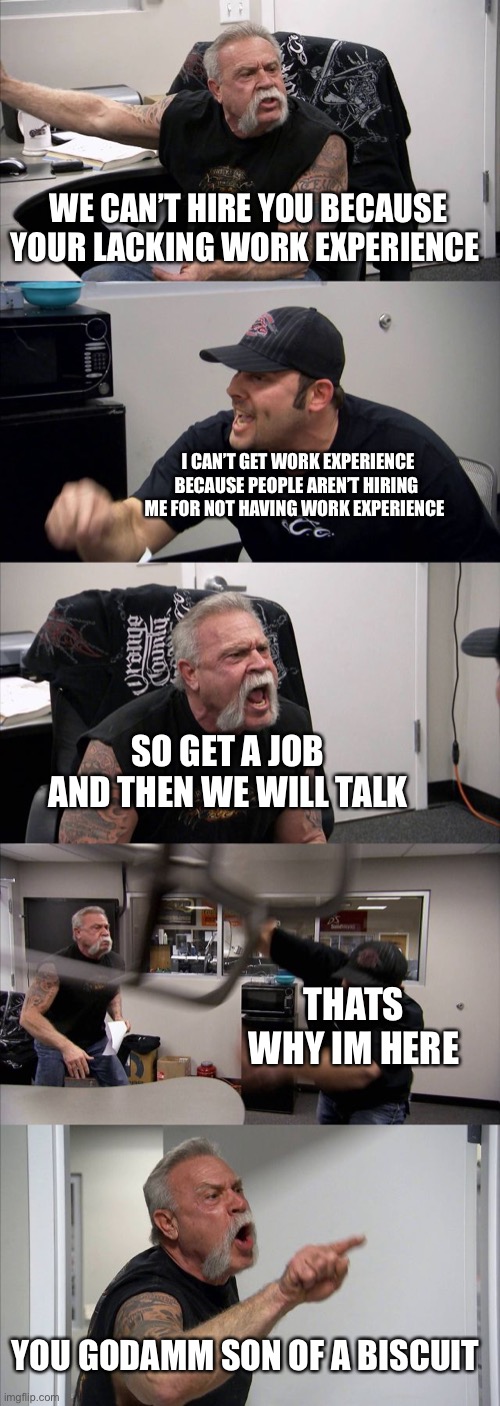 WE CAN'T HIRE YOU BECAUSE
YOUR LACKING WORK EXPERIENCE
I CAN'T GET WORK EXPERIENCE
BECAUSE PEOPLE AREN'T HIRING
ME FOR NOT HAVING WORK EXPERIENCE
Orange
County
SO GET A JOB
AND THEN WE WILL TALK
THATS
WHY IM HERE
YOU GODAMM SON OF A BISCUIT
imgflip.com